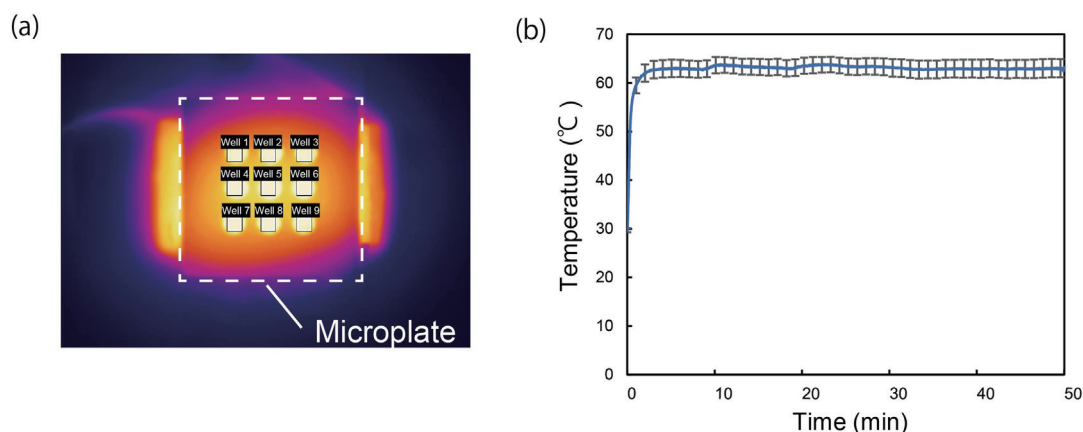 (a)
Well 1 Well 2 Well 3
Well 4 Well 5 Well 6
Well 7 Well 8 Well 9
Microplate
(b)
70
60
50
40
30
20
10
0
Temperature (℃)
0 10 20 30 40 50
Time (min)